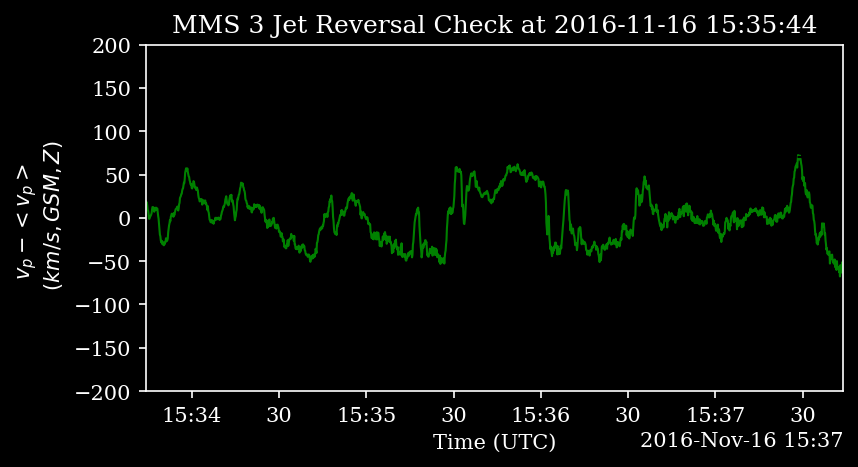 MMS 3 Jet Reversal Check at 2016-11-16 15:35:44
200
150
100
50
0
−50
−100
−150
−200
v_p − < v_p >
(km/s, GSM, Z)
15:34 30 15:35 30 15:36 30 15:37 30
Time (UTC)
2016-Nov-16 15:37